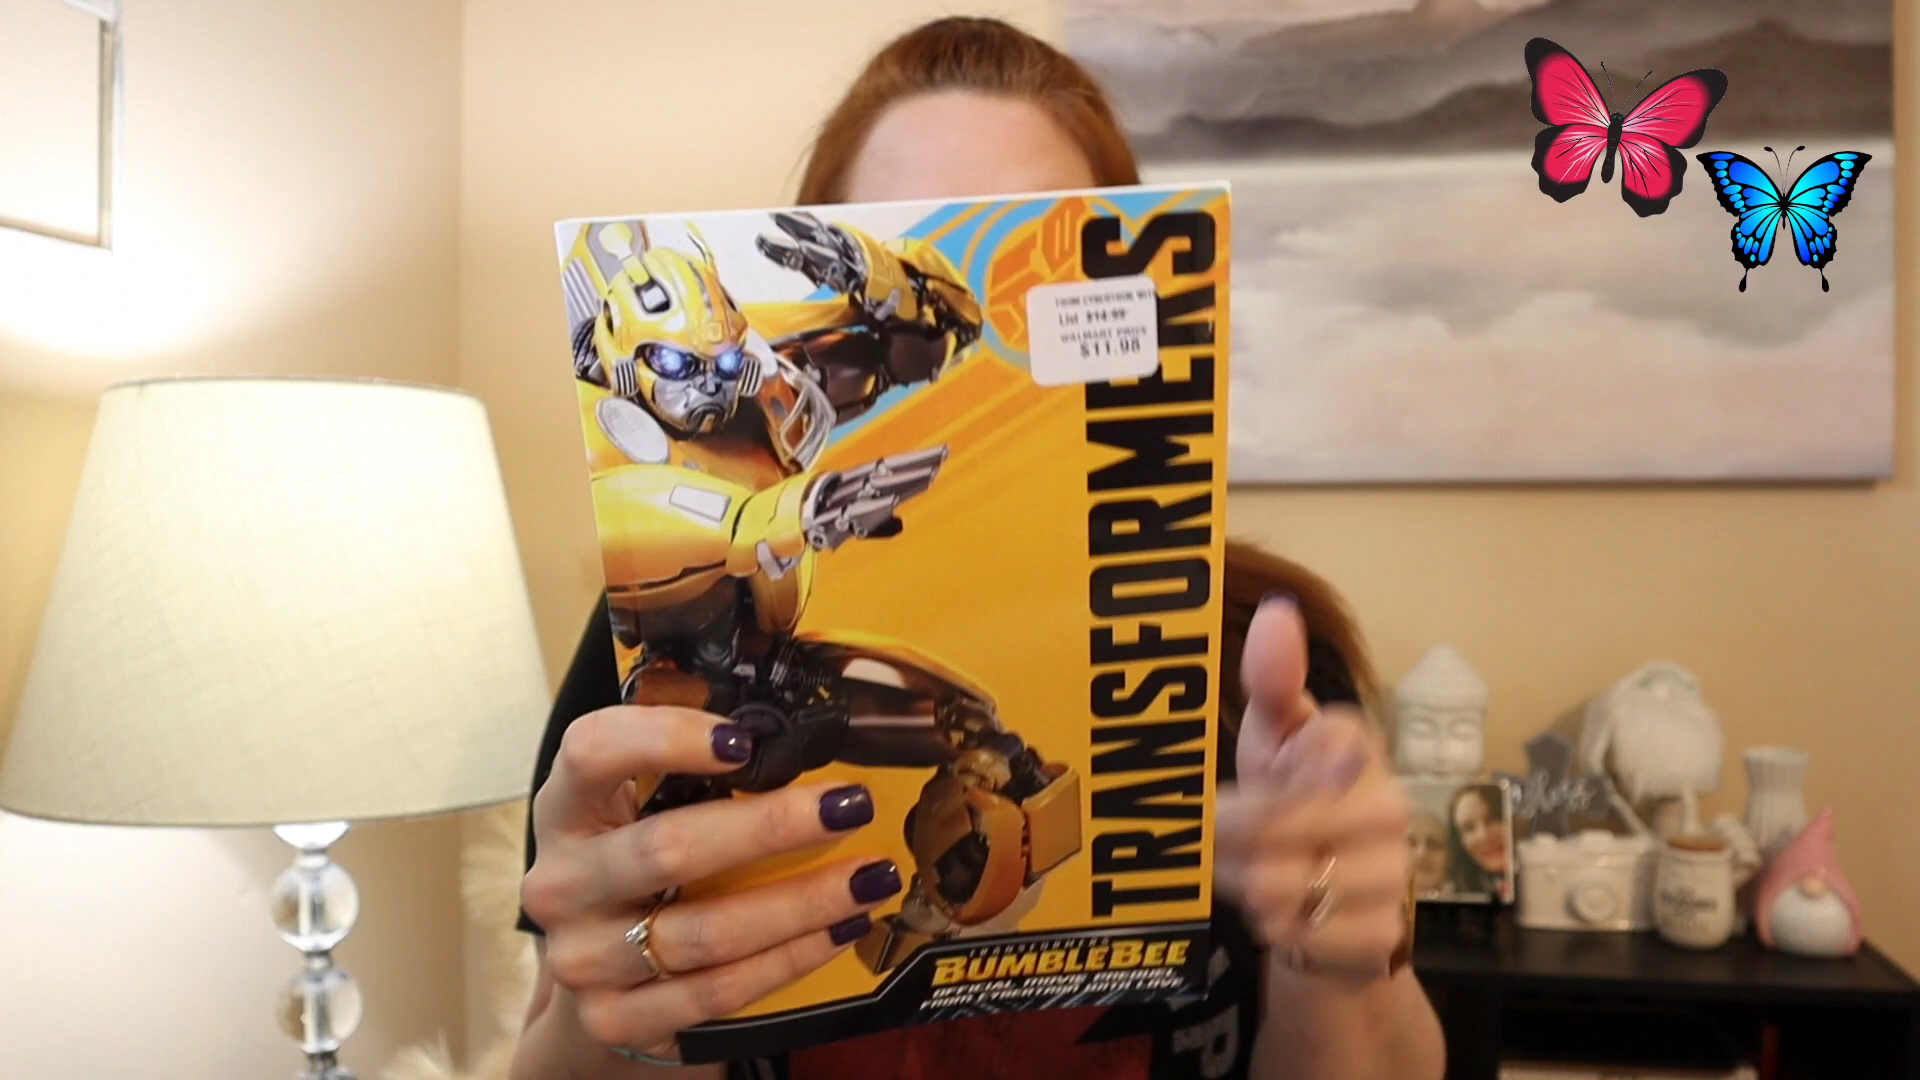 TRANSFORMERS
FROM CYBERTRON WIT
List $14.99
WALMART PRICE
$11.98
TRANSFORMERS
BUMBLEBEE
OFFICIAL MOVIE PREQUEL
FROM CYBERTRON WITH LOVE